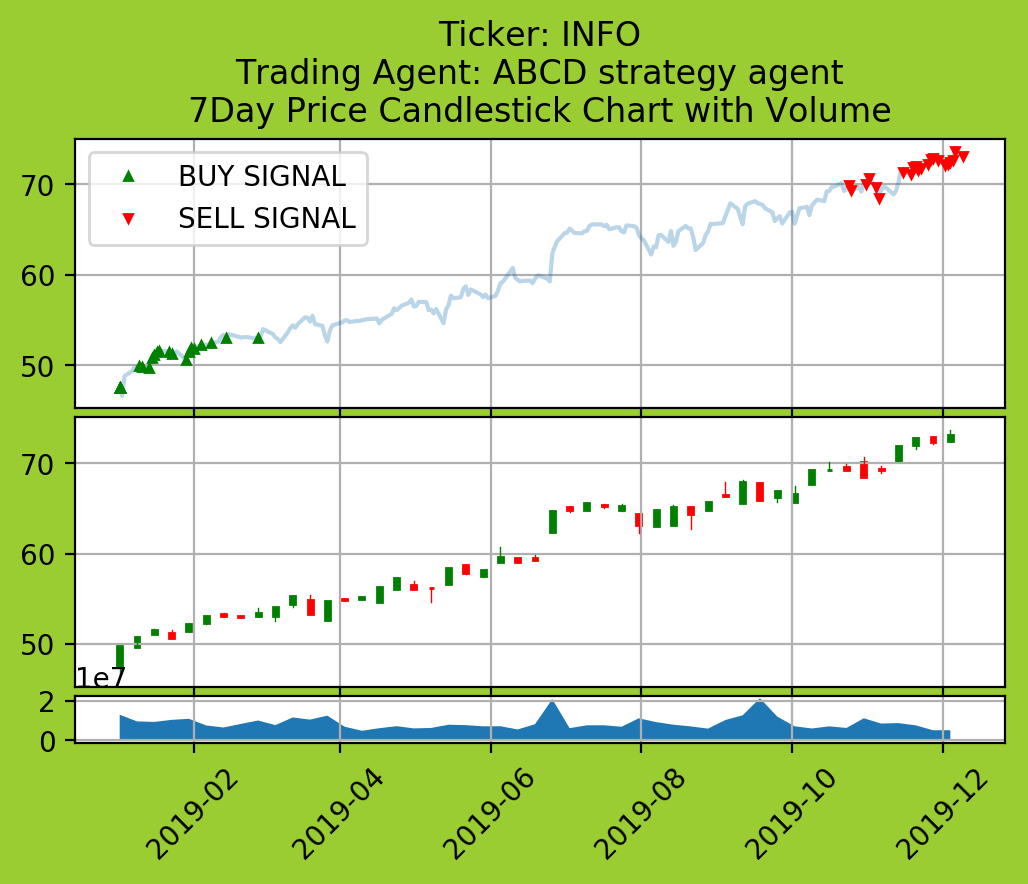 Ticker: INFO
Trading Agent: ABCD strategy agent
7Day Price Candlestick Chart with Volume
BUY SIGNAL
SELL SIGNAL
70
60
50
70
60
50
1e7
2
0
2019-02
2019-04
2019-06
2019-08
2019-10
2019-12